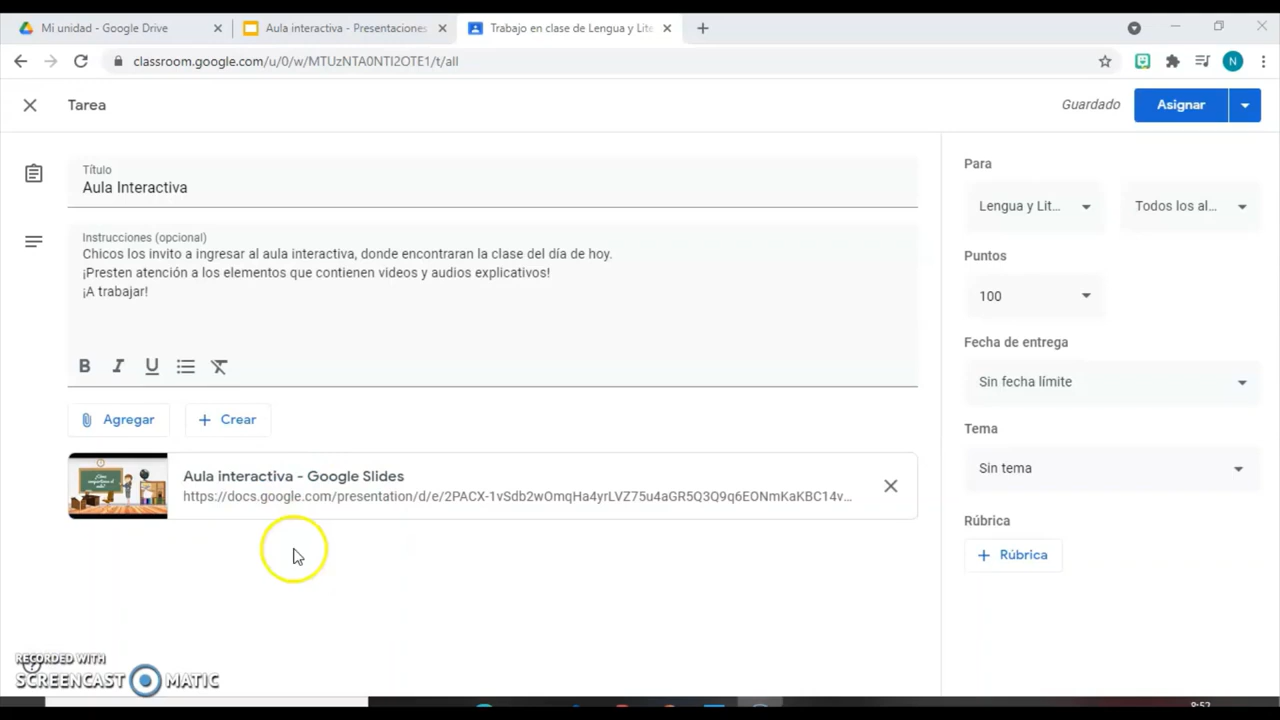 Mi unidad - Google Drive
Aula interactiva - Presentaciones
Trabajo en clase de Lengua y Lite
classroom.google.com/u/0/w/MTUzNTA0NTI2OTE1/t/all
N
Tarea
Guardado
Asignar
Título
Aula Interactiva
Instrucciones (opcional)
Chicos los invito a ingresar al aula interactiva, donde encontraran la clase del día de hoy.
¡Presten atención a los elementos que contienen videos y audios explicativos!
¡A trabajar!
B I U
Agregar
Crear
Aula interactiva - Google Slides
https://docs.google.com/presentation/d/e/2PACX-1vSdb2wOmqHa4yrLVZ75u4aGR5Q3Q9q6EONmKaKBC14v...
Para
Lengua y Lit...
Todos los al...
Puntos
100
Fecha de entrega
Sin fecha límite
Tema
Sin tema
Rúbrica
Rúbrica
RECORDED WITH
SCREENCAST MATIC
8:52